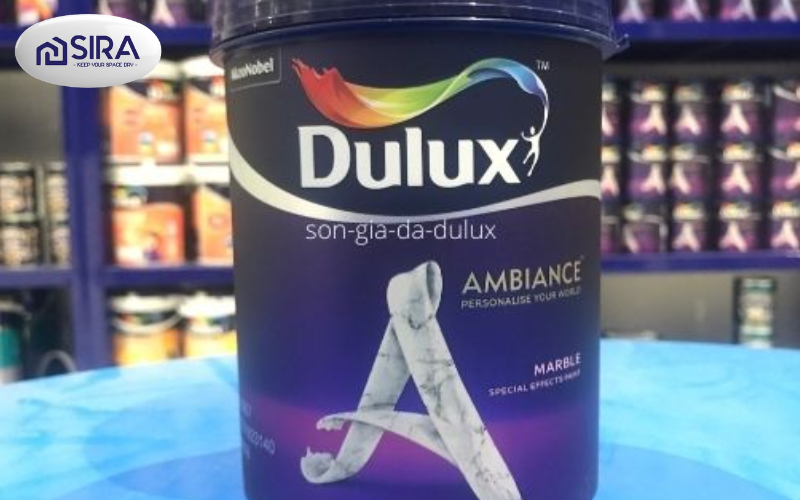 SIRA
- KEEP YOUR SPACE DRY -
AkzoNobel
TM
Dulux
son-gia-da-dulux
AMBIANCE
PERSONALISE YOUR WORLD
MARBLE
SPECIAL EFFECTS PAINT